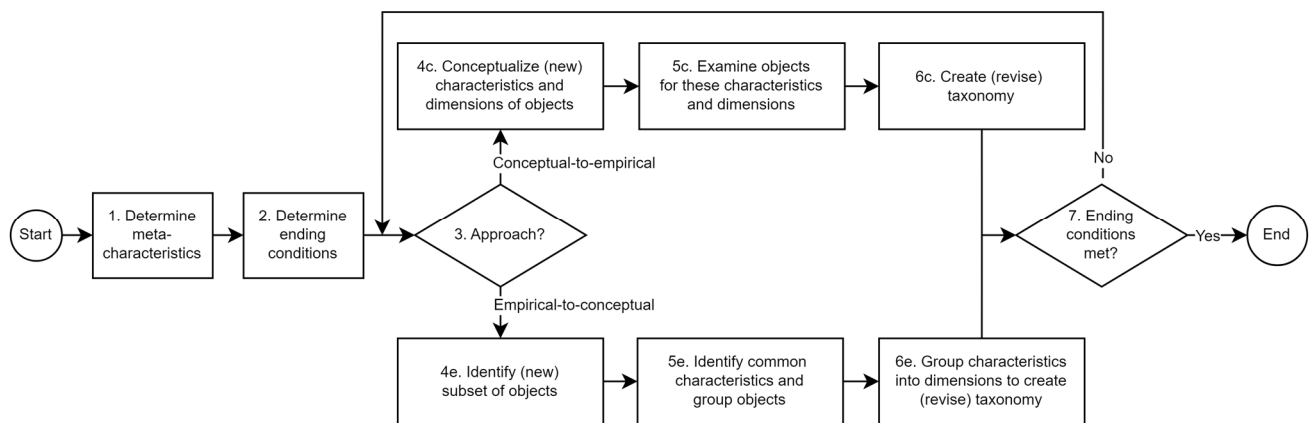 4c. Conceptualize (new)
characteristics and
dimensions of objects
5c. Examine objects
for these characteristics
and dimensions
6c. Create (revise)
taxonomy
Conceptual-to-empirical
No
Start
1. Determine
meta-
characteristics
2. Determine
ending
conditions
3. Approach?
7. Ending
conditions
met?
Yes
End
Empirical-to-conceptual
4e. Identify (new)
subset of objects
5e. Identify common
characteristics and
group objects
6e. Group characteristics
into dimensions to create
(revise) taxonomy